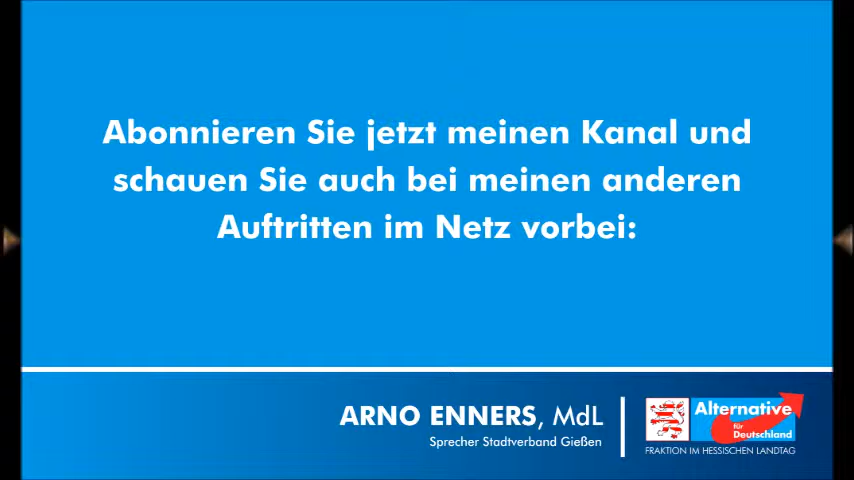 Abonnieren Sie jetzt meinen Kanal und
schauen Sie auch bei meinen anderen
Auftritten im Netz vorbei:
ARNO ENNERS, MdL
Sprecher Stadtverband Gießen
Alternative
für
Deutschland
FRAKTION IM HESSISCHEN LANDTAG